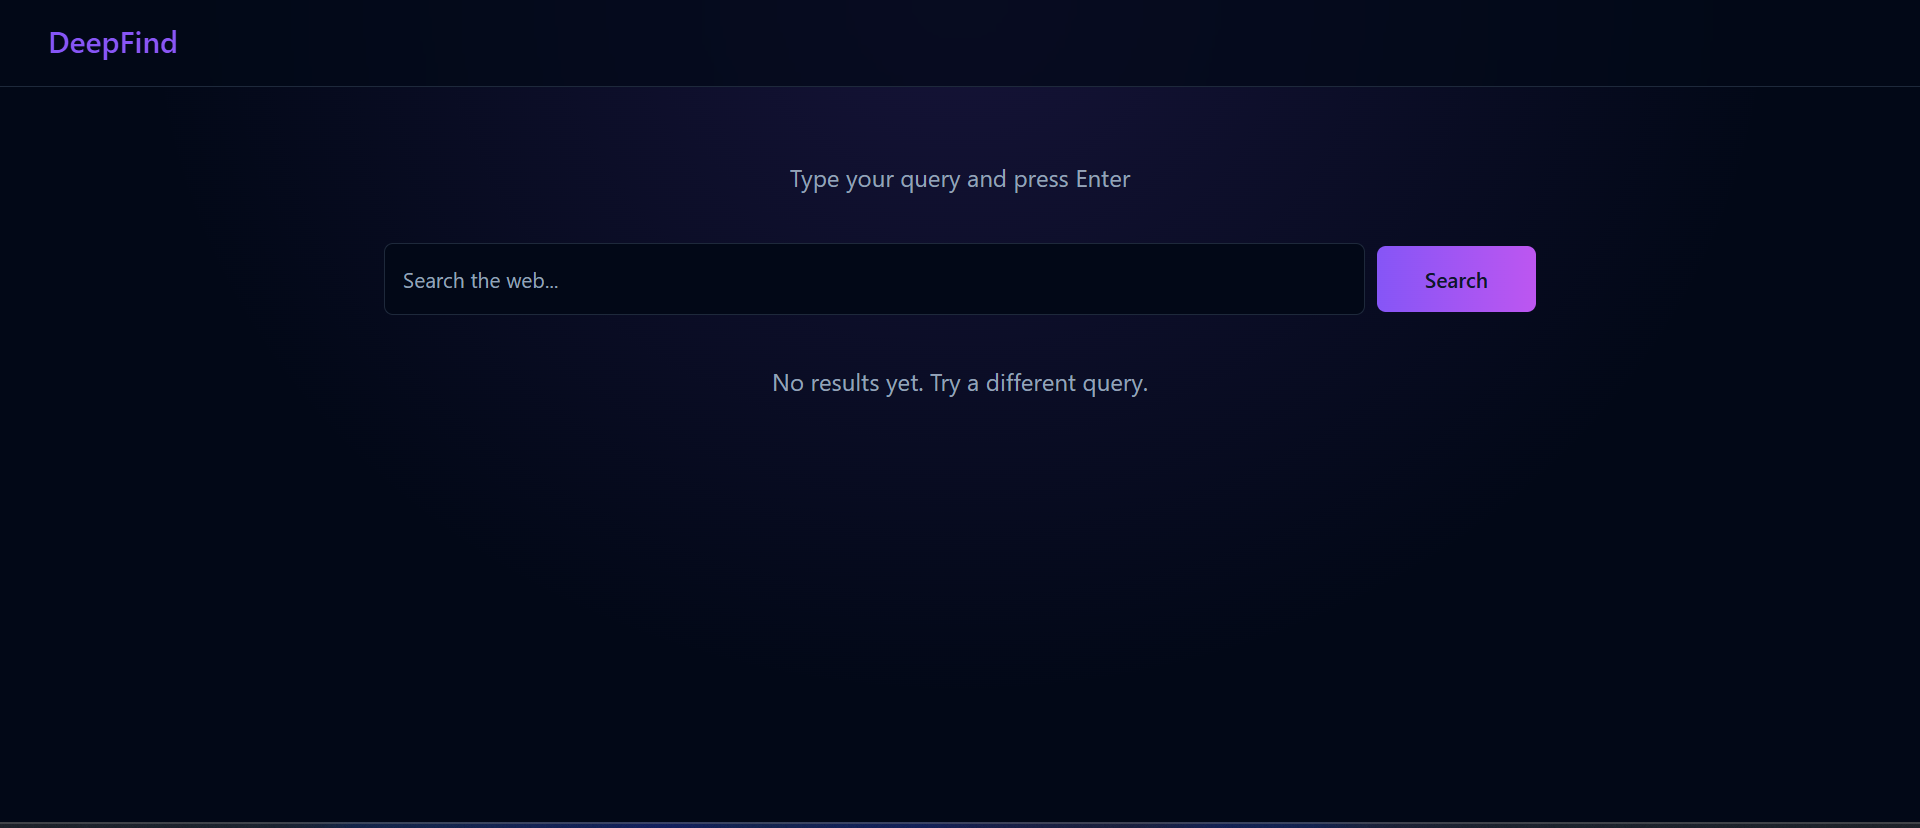 DeepFind
Type your query and press Enter
Search the web...
Search
No results yet. Try a different query.